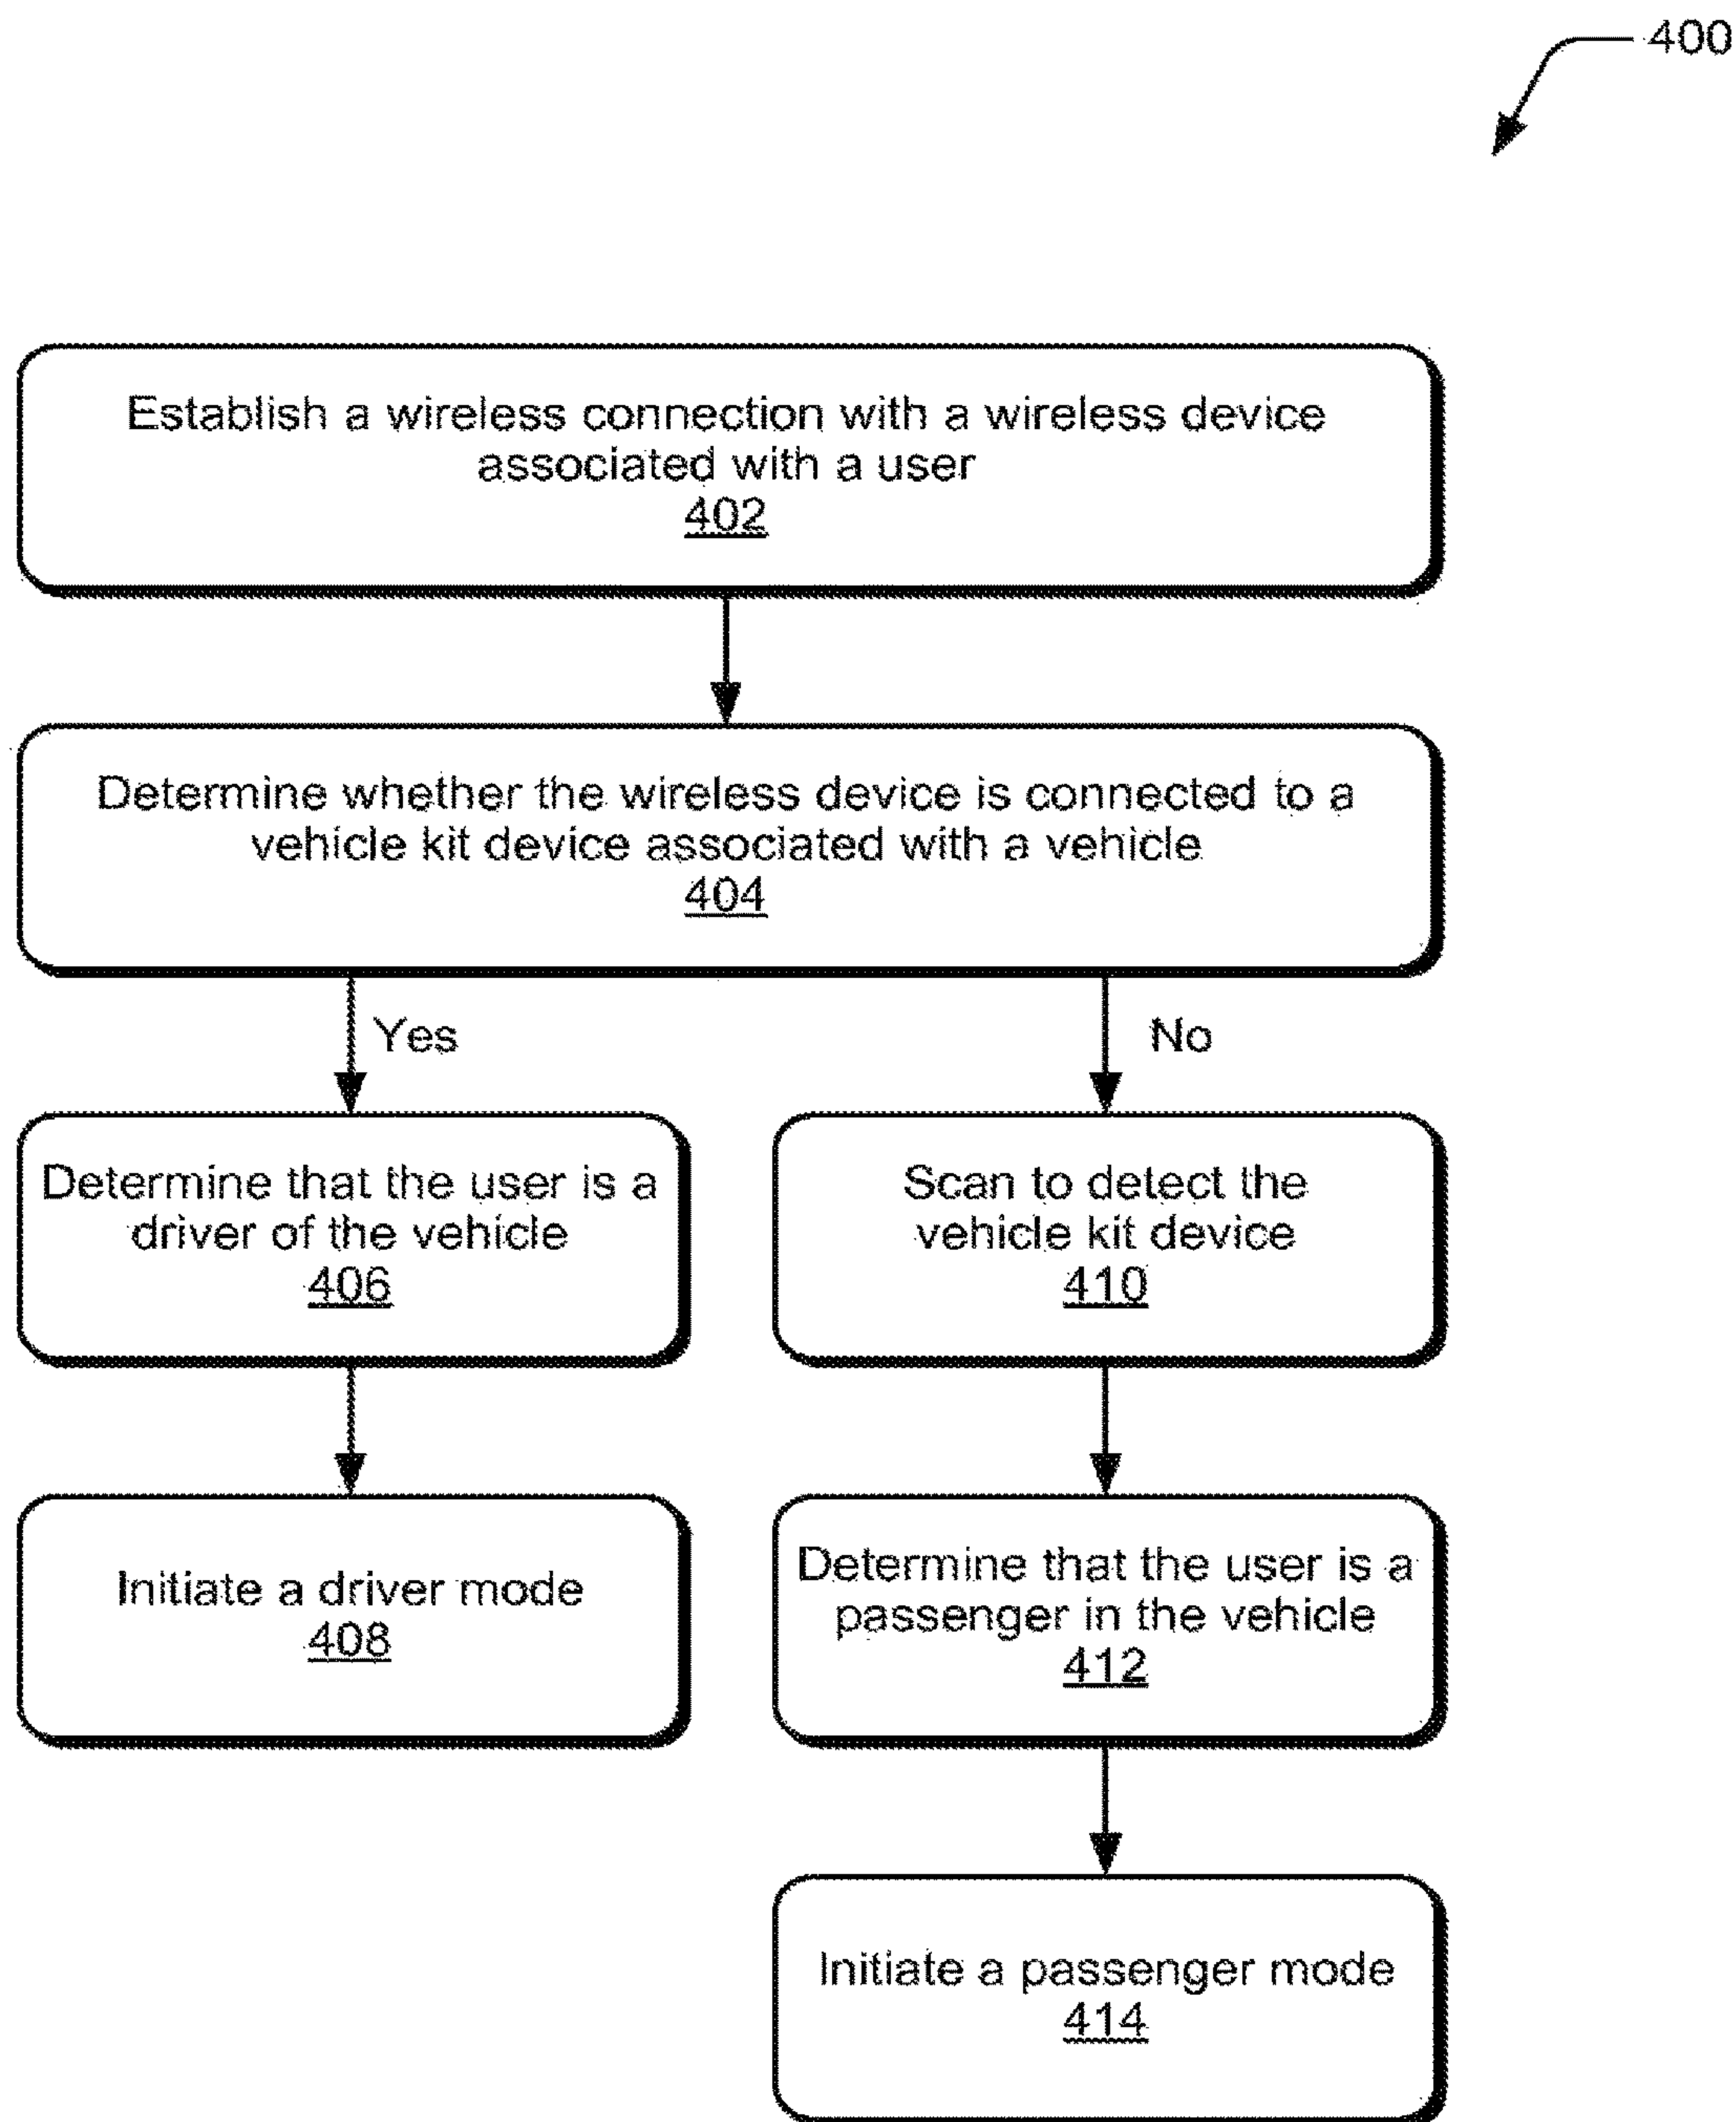 400
Establish a wireless connection with a wireless device
associated with a user
402
Determine whether the wireless device is connected to a
vehicle kit device associated with a vehicle
404
Yes
No
Determine that the user is a
driver of the vehicle
406
Scan to detect the
vehicle kit device
410
Initiate a driver mode
408
Determine that the user is a
passenger in the vehicle
412
Initiate a passenger mode
414